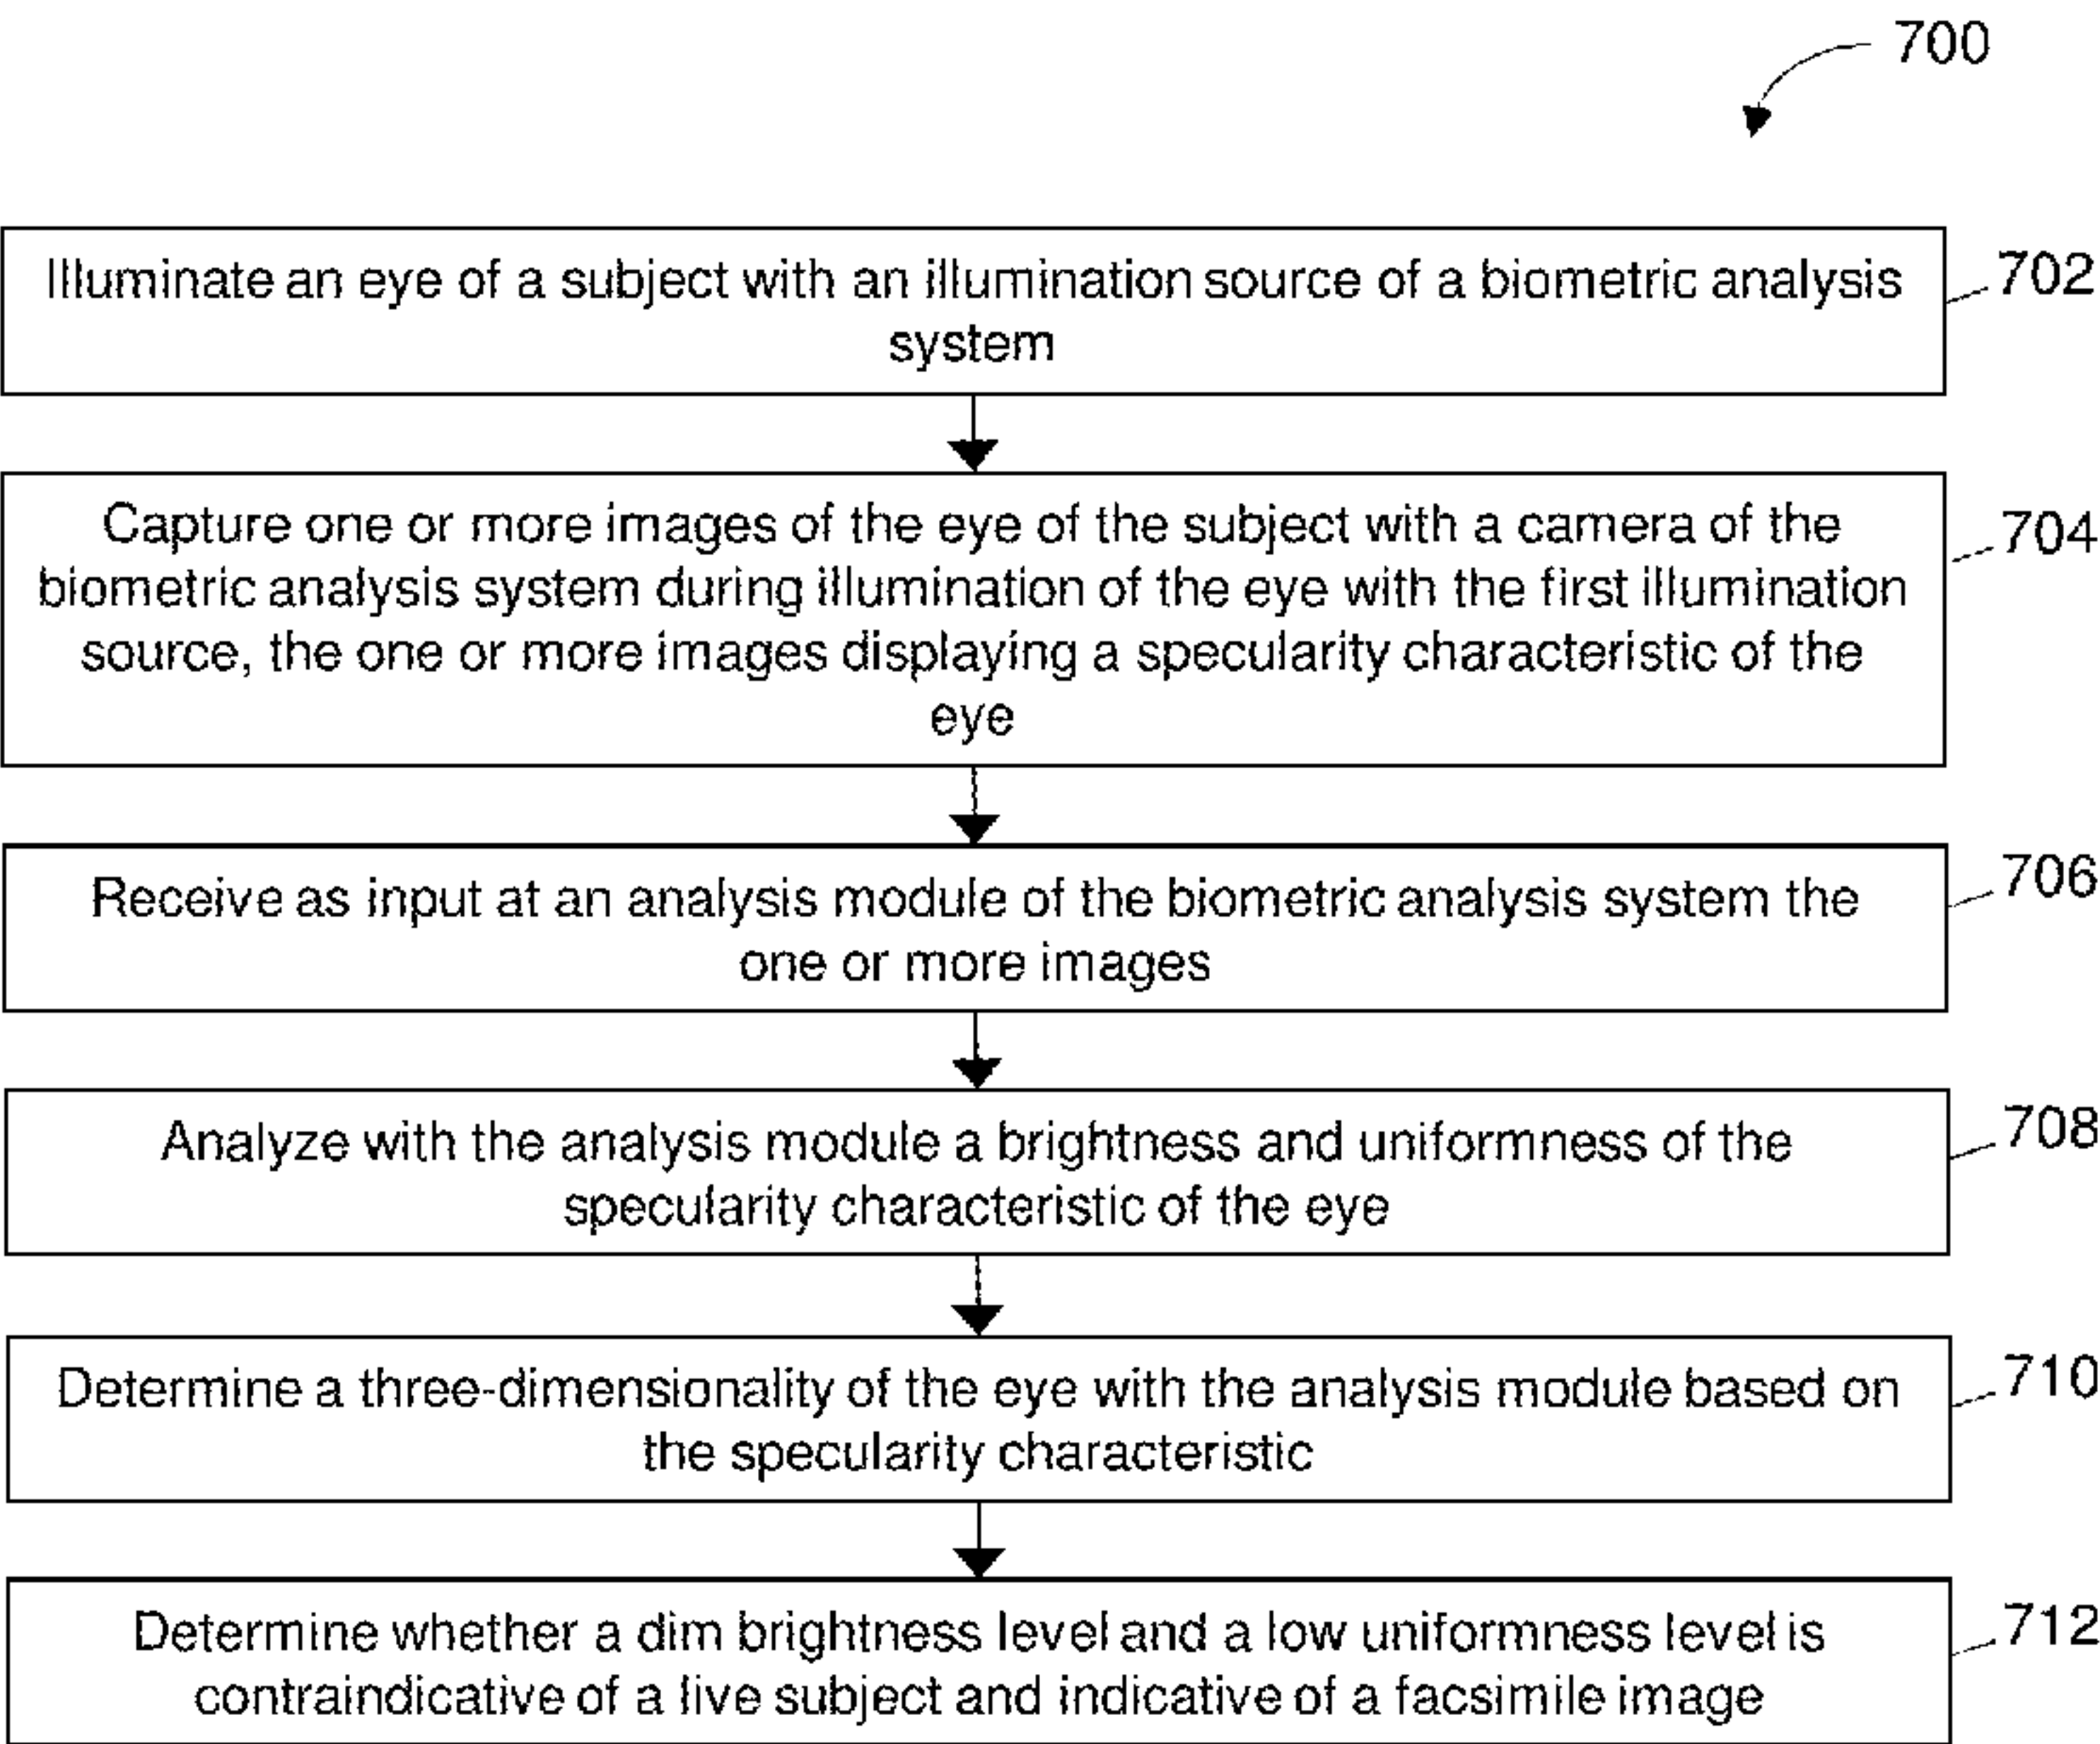 700
Illuminate an eye of a subject with an illumination source of a biometric analysis
system
702
Capture one or more images of the eye of the subject with a camera of the
biometric analysis system during illumination of the eye with the first illumination
source, the one or more images displaying a specularity characteristic of the
eye
704
Receive as input at an analysis module of the biometric analysis system the
one or more images
706
Analyze with the analysis module a brightness and uniformness of the
specularity characteristic of the eye
708
Determine a three-dimensionality of the eye with the analysis module based on
the specularity characteristic
710
Determine whether a dim brightness level and a low uniformness level is
contraindicative of a live subject and indicative of a facsimile image
712